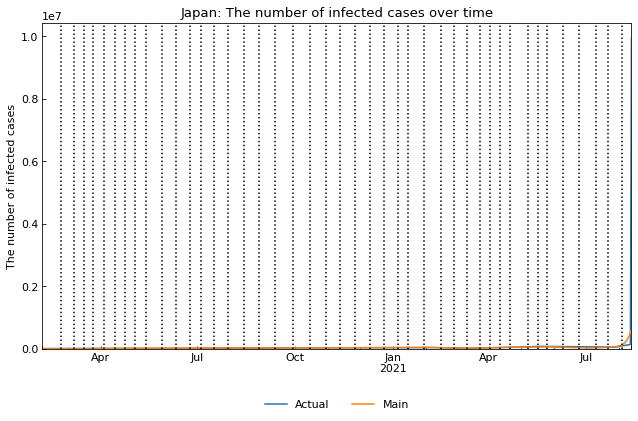 Japan: The number of infected cases over time
1e7
1.0
0.8
0.6
0.4
0.2
0.0
The number of infected cases
Apr Jul Oct Jan Apr Jul
2021
Actual Main